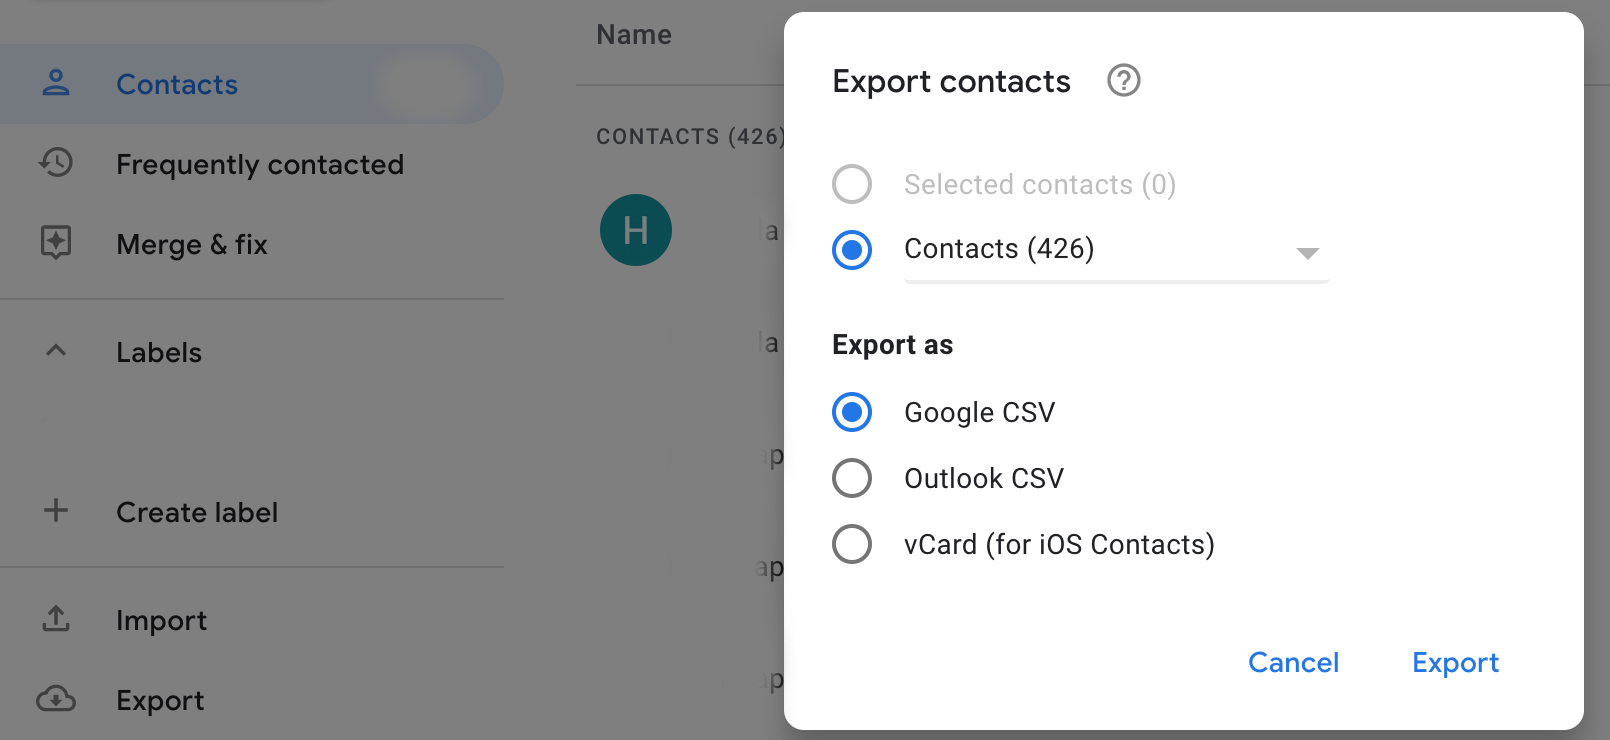 Contacts
Frequently contacted
Merge & fix
Labels
Create label
Import
Export
Name
CONTACTS (426)
H
Export contacts
Selected contacts (0)
Contacts (426)
Export as
Google CSV
Outlook CSV
vCard (for iOS Contacts)
Cancel
Export